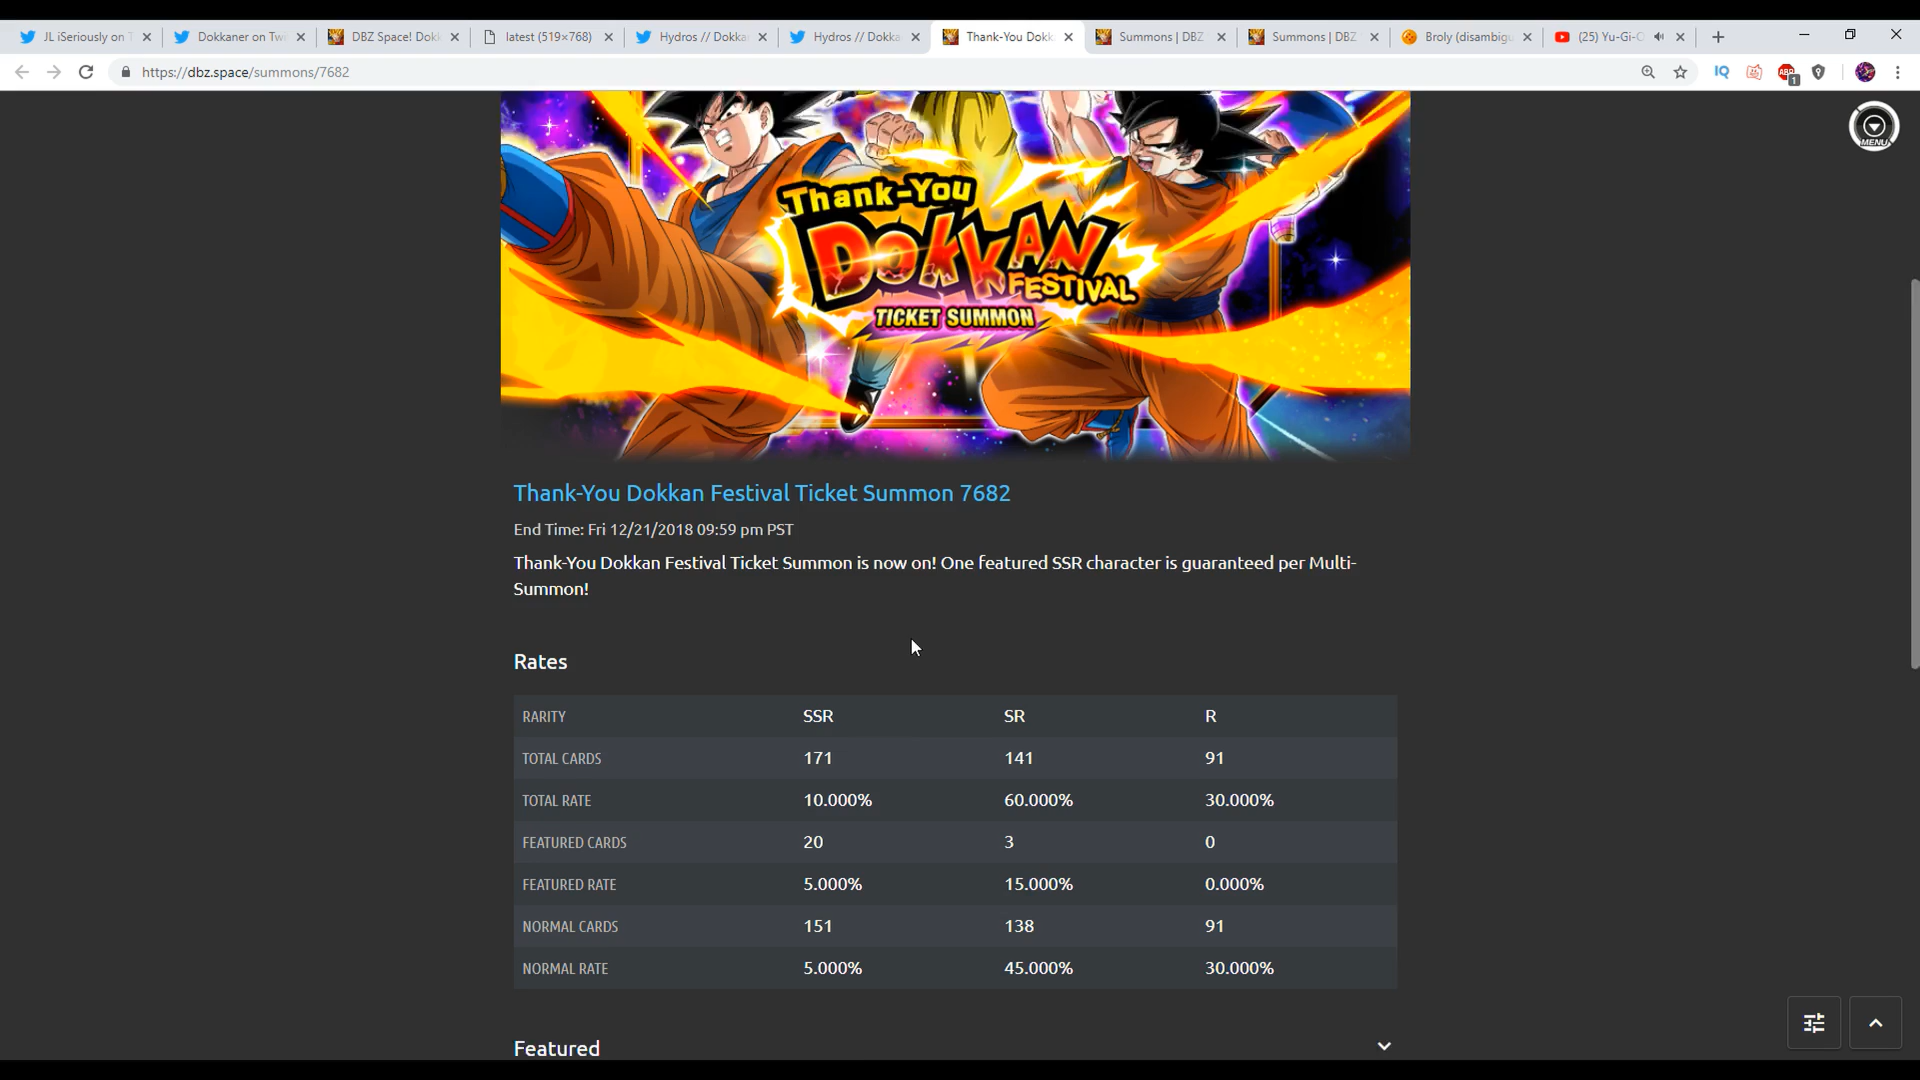 JL iSeriously on T
Dokkaner on Twi
DBZ Space! Dokk
latest (519×768)
Hydros // Dokka
Hydros // Dokka
Thank-You Dokk
Summons | DBZ
Summons | DBZ
Broly (disambigu
(25) Yu-Gi-O
https://dbz.space/summons/7682
IQ
ABP
1
MENU
Thank-You
DOKKAN
FESTIVAL
TICKET SUMMON
Thank-You Dokkan Festival Ticket Summon 7682
End Time: Fri 12/21/2018 09:59 pm PST
Thank-You Dokkan Festival Ticket Summon is now on! One featured SSR character is guaranteed per Multi-
Summon!
Rates
RARITY SSR SR R
TOTAL CARDS 171 141 91
TOTAL RATE 10.000% 60.000% 30.000%
FEATURED CARDS 20 3 0
FEATURED RATE 5.000% 15.000% 0.000%
NORMAL CARDS 151 138 91
NORMAL RATE 5.000% 45.000% 30.000%
Featured